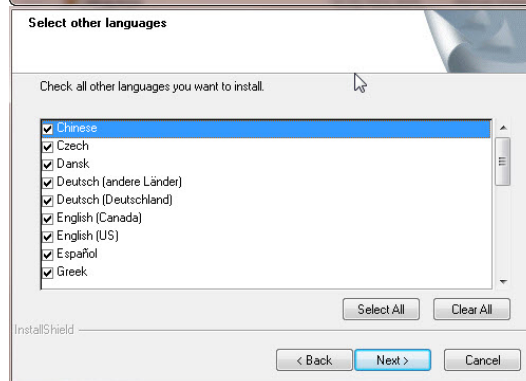 Select other languages
Check all other languages you want to install.
Chinese
Czech
Dansk
Deutsch (andere Länder)
Deutsch (Deutschland)
English (Canada)
English (US)
Español
Greek
Select All Clear All
InstallShield
< Back Next > Cancel